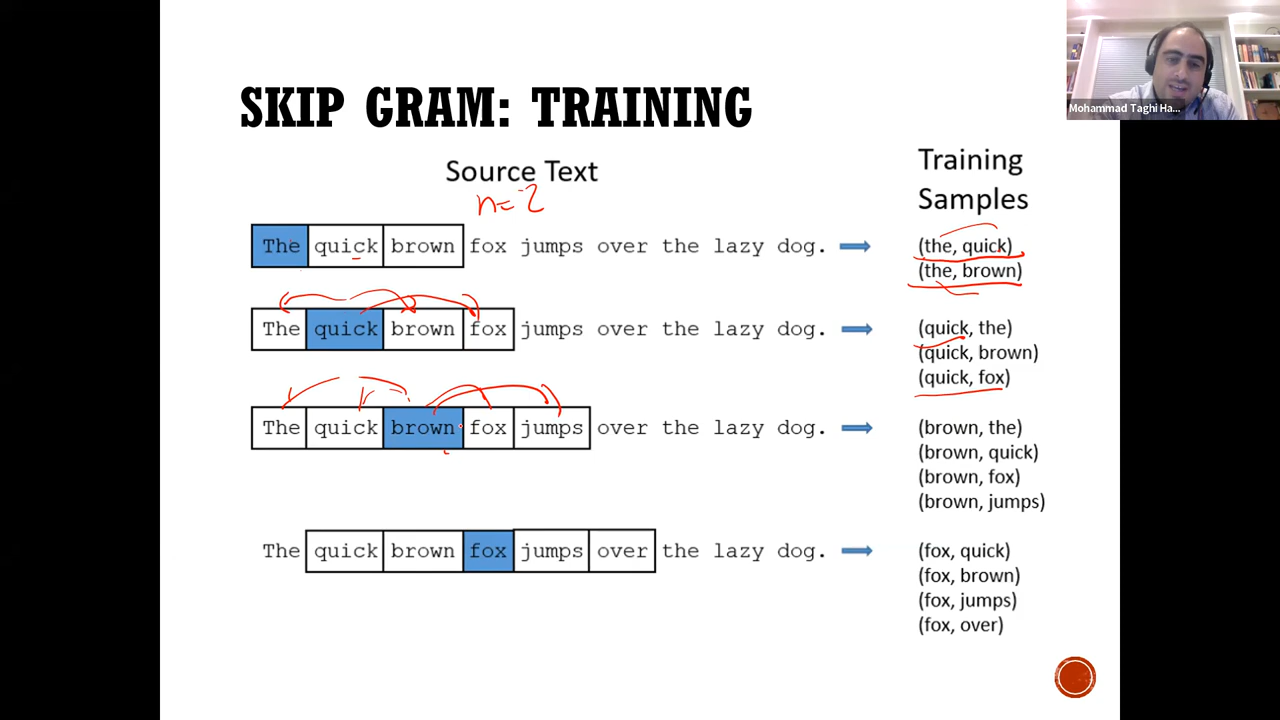 Mohammad Taghi Ha...
SKIP GRAM: TRAINING
Source Text
n=2
Training
Samples
The quick brown fox jumps over the lazy dog.
(the, quick)
(the, brown)
The quick brown fox jumps over the lazy dog.
(quick, the)
(quick, brown)
(quick, fox)
The quick brown fox jumps over the lazy dog.
(brown, the)
(brown, quick)
(brown, fox)
(brown, jumps)
The quick brown fox jumps over the lazy dog.
(fox, quick)
(fox, brown)
(fox, jumps)
(fox, over)